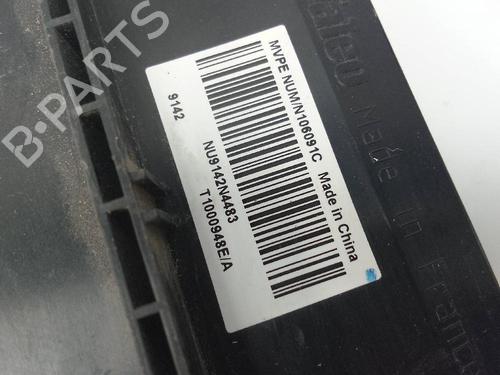 MVPE NUM/N106091C Made in China
9142
NU9142N4483
T1000948E/A
Valeo Made in France
B-PARTS